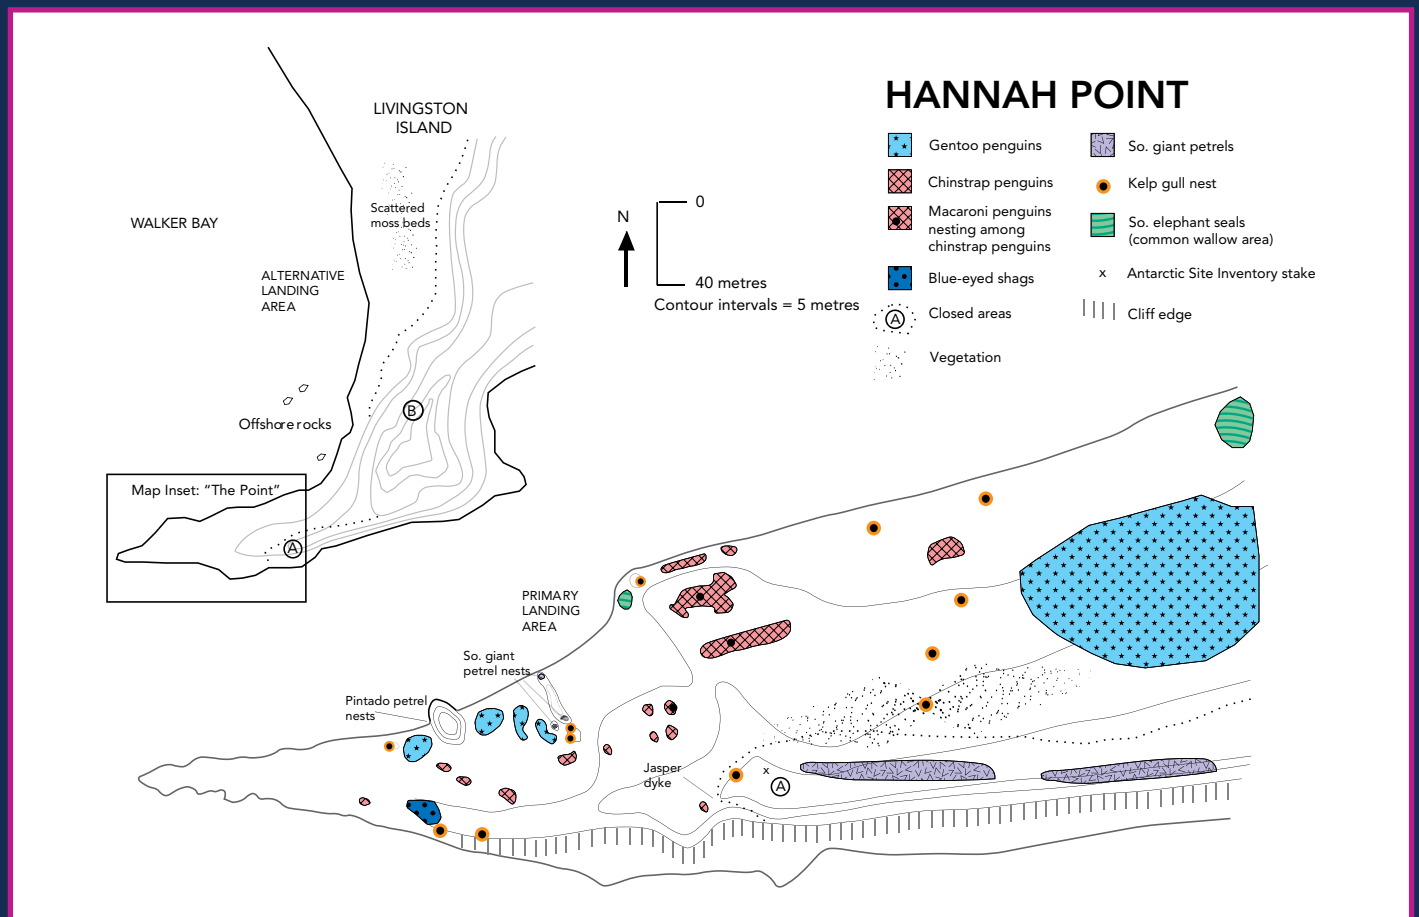 HANNAH POINT
LIVINGSTON
ISLAND
Scattered
moss beds
WALKER BAY
ALTERNATIVE
LANDING
AREA
Offshore rocks
B
Map Inset: “The Point”
A
N
0
40 metres
Contour intervals = 5 metres
Gentoo penguins
Chinstrap penguins
Macaroni penguins
nesting among
chinstrap penguins
Blue-eyed shags
A
Closed areas
Vegetation
So. giant petrels
Kelp gull nest
So. elephant seals
(common wallow area)
x
Antarctic Site Inventory stake
Cliff edge
PRIMARY
LANDING
AREA
So. giant
petrel nests
Pintado petrel
nests
Jasper
dyke
x
A